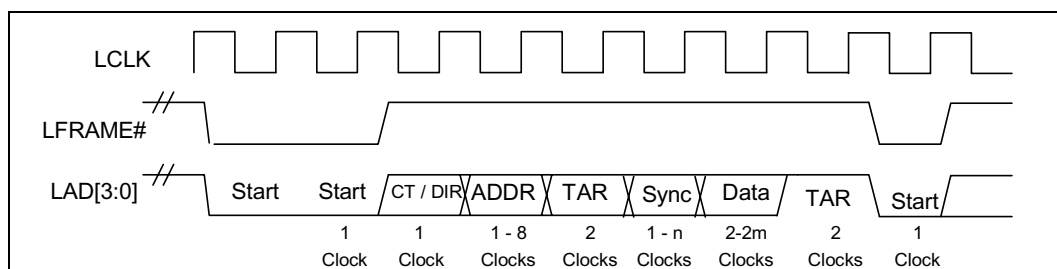 LCLK
LFRAME#
LAD[3:0] Start Start CT / DIR ADDR TAR Sync Data TAR Start
1 1 1 - 8 2 1 - n 2-2m 2 1
Clock Clock Clocks Clocks Clocks Clocks Clocks Clock